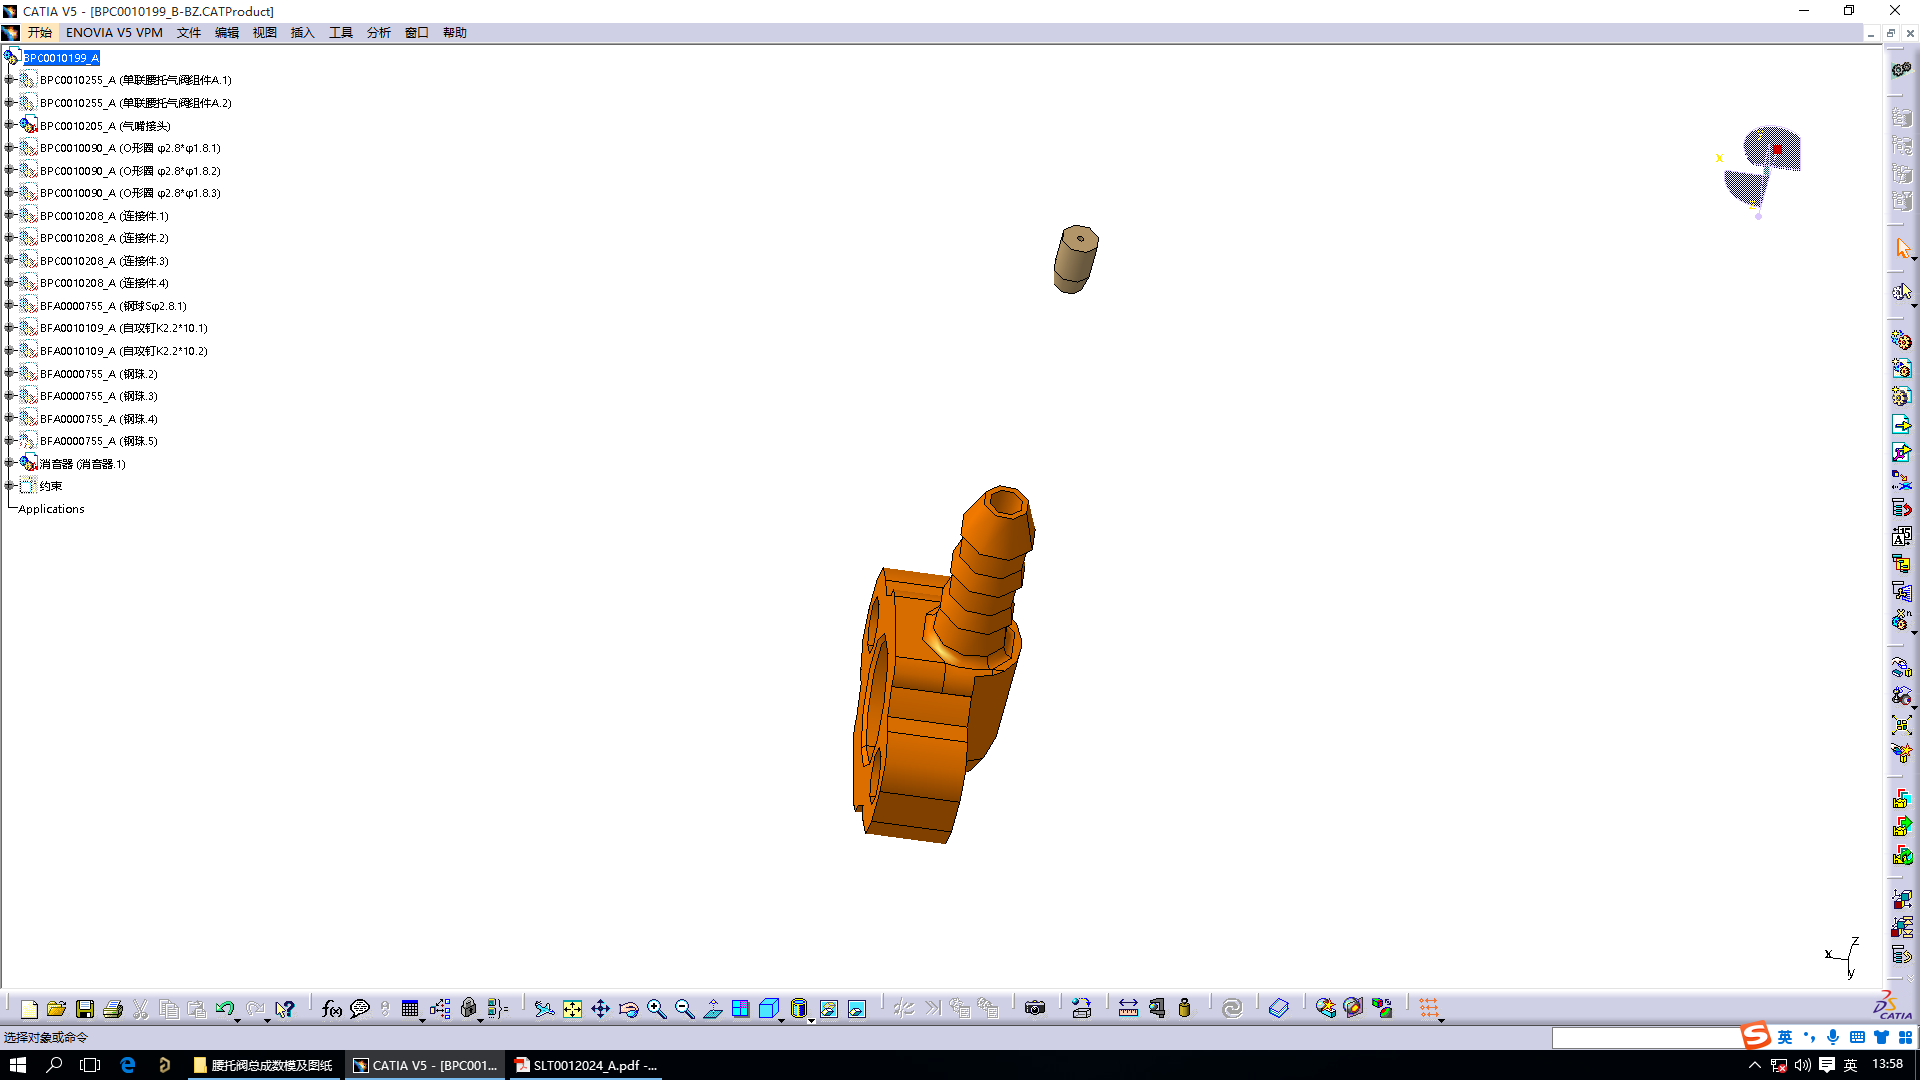 CATIA V5 - [BPC0010199_B-BZ.CATProduct]
开始 ENOVIA V5 VPM 文件 编辑 视图 插入 工具 分析 窗口 帮助
BPC0010199_A
BPC0010255_A (单联腰托气阀组件A.1)
BPC0010255_A (单联腰托气阀组件A.2)
BPC0010205_A (气嘴接头)
BPC0010090_A (O形圈 φ2.8*φ1.8.1)
BPC0010090_A (O形圈 φ2.8*φ1.8.2)
BPC0010090_A (O形圈 φ2.8*φ1.8.3)
BPC0010208_A (连接件.1)
BPC0010208_A (连接件.2)
BPC0010208_A (连接件.3)
BPC0010208_A (连接件.4)
BFA0000755_A (钢球Sφ2.8.1)
BFA0010109_A (自攻钉K2.2*10.1)
BFA0010109_A (自攻钉K2.2*10.2)
BFA0000755_A (钢珠.2)
BFA0000755_A (钢珠.3)
BFA0000755_A (钢珠.4)
BFA0000755_A (钢珠.5)
消音器 (消音器.1)
约束
Applications
x
z
x
y
CATIA
选择对象或命令
英
腰托阀总成数模及图纸
CATIA V5 - [BPC001...
SLT0012024_A.pdf -...
英
13:58